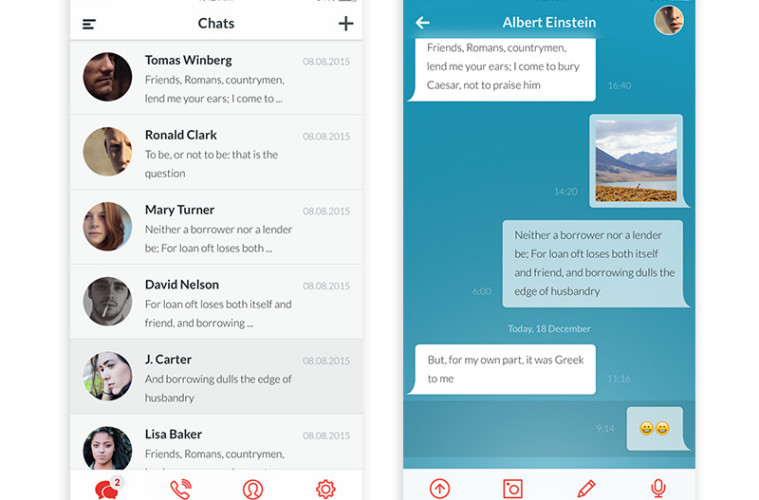 Chats
Tomas Winberg
08.08.2015
Friends, Romans, countrymen,
lend me your ears; I come to ...
Ronald Clark
08.08.2015
To be, or not to be: that is the
question
Mary Turner
08.08.2015
Neither a borrower nor a lender
be; For loan oft loses both ...
David Nelson
08.08.2015
For loan oft loses both itself and
friend, and borrowing ...
J. Carter
08.08.2015
And borrowing dulls the edge of
husbandry
Lisa Baker
08.08.2015
Friends, Romans, countrymen,
2
Albert Einstein
Friends, Romans, countrymen,
lend me your ears; I come to bury
Caesar, not to praise him
16:40
14:20
Neither a borrower nor a lender
be; For loan oft loses both itself
and friend, and borrowing dulls the
edge of husbandry
6:00
Today, 18 December
But, for my own part, it was Greek
to me
11:16
9:14